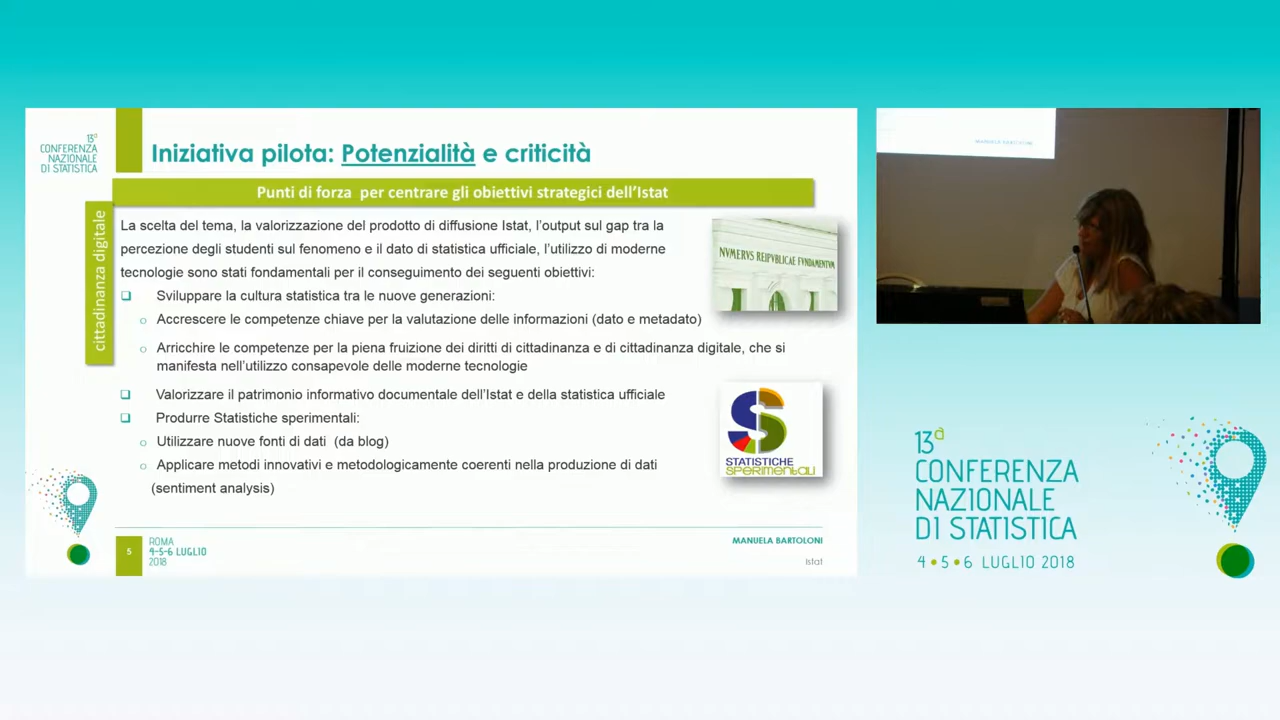 13a
CONFERENZA
NAZIONALE
DI STATISTICA
Iniziativa pilota: Potenzialità e criticità
Punti di forza per centrare gli obiettivi strategici dell'Istat
cittadinanza digitale
La scelta del tema, la valorizzazione del prodotto di diffusione Istat, l'output sul gap tra la
percezione degli studenti sul fenomeno e il dato di statistica ufficiale, l'utilizzo di moderne
tecnologie sono stati fondamentali per il conseguimento dei seguenti obiettivi:
❑ Sviluppare la cultura statistica tra le nuove generazioni:
o Accrescere le competenze chiave per la valutazione delle informazioni (dato e metadato)
o Arricchire le competenze per la piena fruizione dei diritti di cittadinanza e di cittadinanza digitale, che si
manifesta nell'utilizzo consapevole delle moderne tecnologie
❑ Valorizzare il patrimonio informativo documentale dell'Istat e della statistica ufficiale
❑ Produrre Statistiche sperimentali:
o Utilizzare nuove fonti di dati (da blog)
o Applicare metodi innovativi e metodologicamente coerenti nella produzione di dati
(sentiment analysis)
NVMERVS REIPVBLICAE FVNDAMENTVM
STATISTICHE
sperimentali
5
ROMA
4-5-6 LUGLIO
2018
MANUELA BARTOLONI
Istat
MANUELA BARTOLONI
13a
CONFERENZA
NAZIONALE
DI STATISTICA
4•5•6 LUGLIO 2018